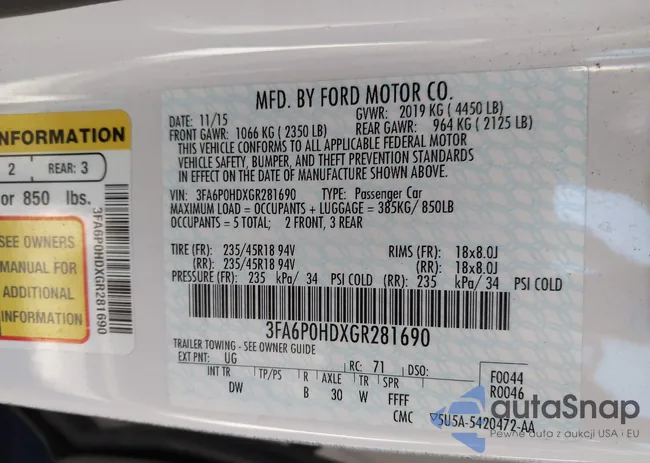 INFORMATION
2 REAR: 3
or 850 lbs.
SEE OWNERS
MANUAL FOR
ADDITIONAL
INFORMATION
3FA6P0HDXGR281690
MFD. BY FORD MOTOR CO.
DATE: 11/15 GVWR: 2019 KG ( 4450 LB)
FRONT GAWR: 1066 KG ( 2350 LB) REAR GAWR: 964 KG ( 2125 LB)
THIS VEHICLE CONFORMS TO ALL APPLICABLE FEDERAL MOTOR
VEHICLE SAFETY, BUMPER, AND THEFT PREVENTION STANDARDS
IN EFFECT ON THE DATE OF MANUFACTURE SHOWN ABOVE.
VIN: 3FA6P0HDXGR281690 TYPE: Passenger Car
MAXIMUM LOAD = OCCUPANTS + LUGGAGE = 385KG/ 850LB
OCCUPANTS = 5 TOTAL; 2 FRONT, 3 REAR
TIRE (FR): 235/45R18 94V RIMS (FR): 18x8.0J
(RR): 235/45R18 94V (RR): 18x8.0J
PRESSURE (FR): 235 kPa/ 34 PSI COLD (RR): 235 kPa/ 34 PSI COLD
3FA6P0HDXGR281690
TRAILER TOWING - SEE OWNER GUIDE
EXT PNT: UG RC: 71 DSO: F0044
INT TR TP/PS R AXLE TR SPR R0046
DW B 30 W FFFF
CMC 5U5A-5420472-AA
autoSnap
Pewne auta z aukcji USA i EU